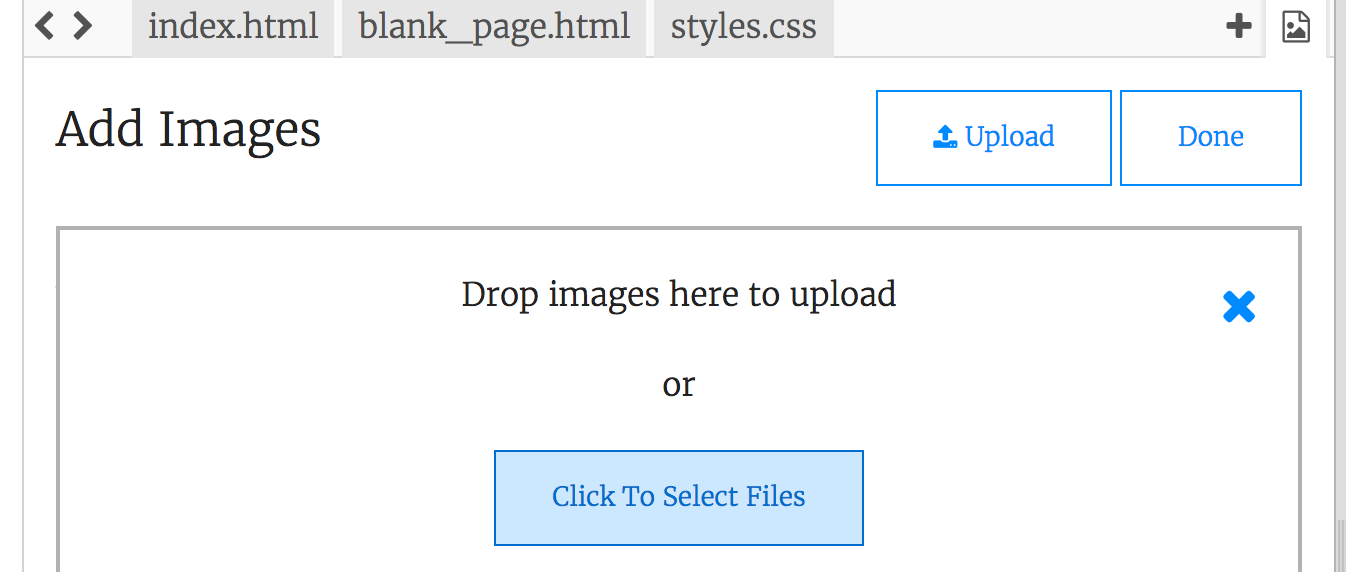 index.html blank_page.html styles.css
Add Images Upload Done
Drop images here to upload
or
Click To Select Files